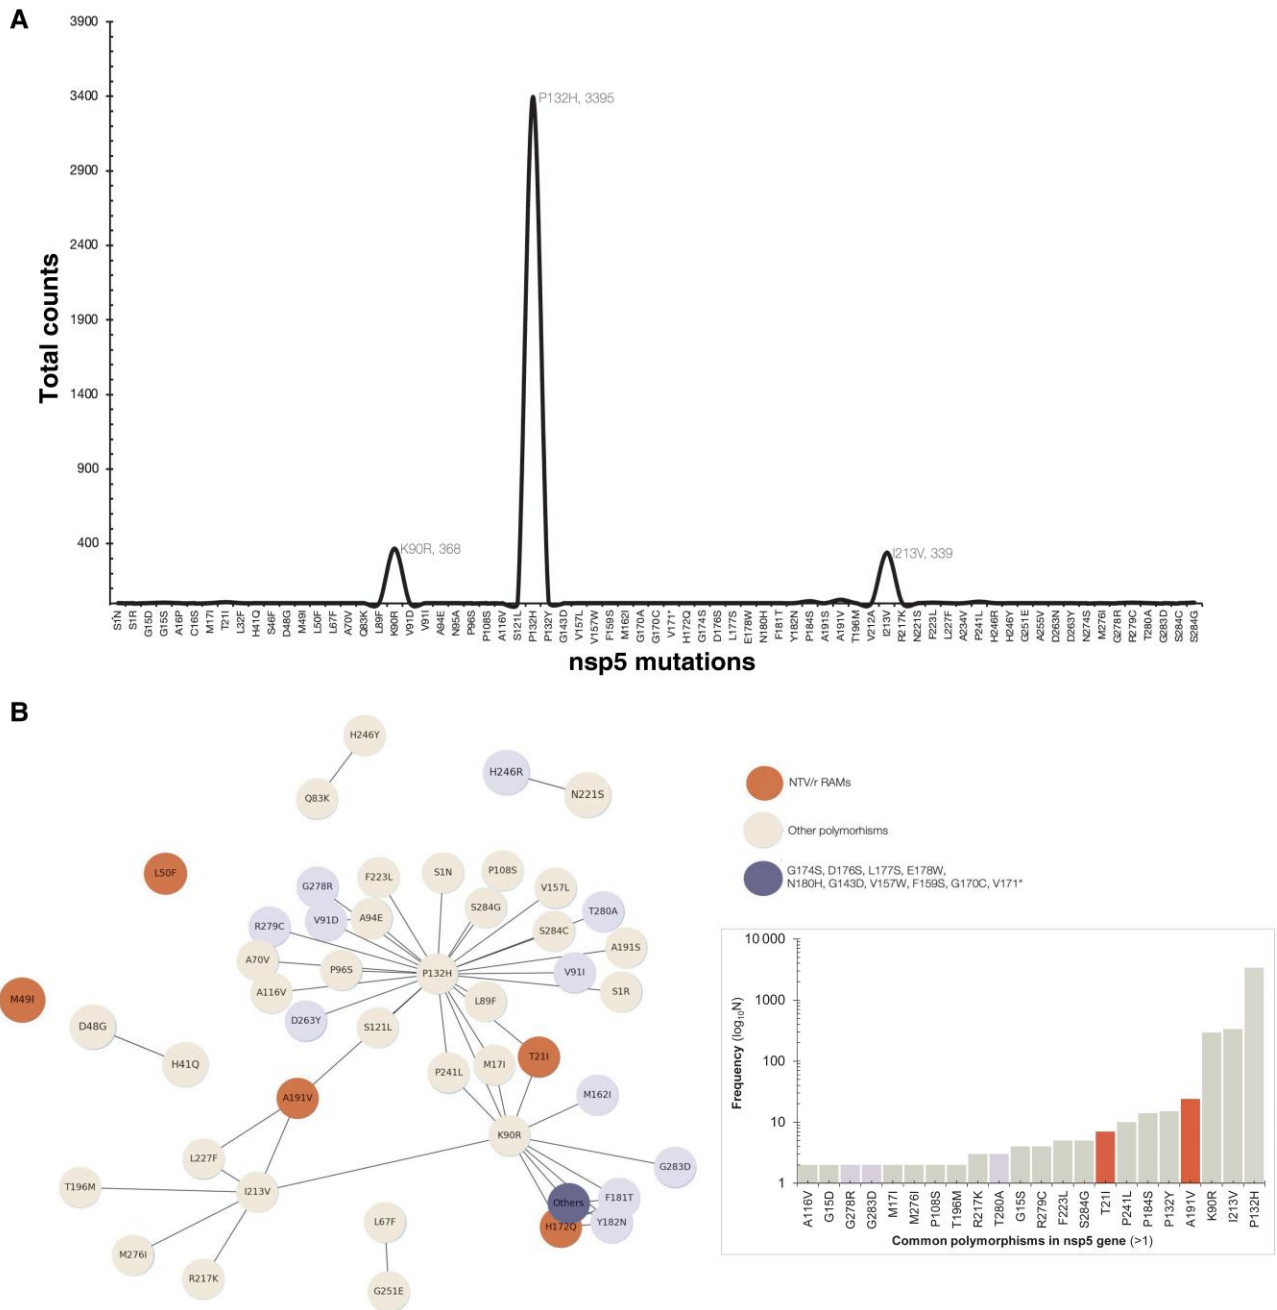 A
3900
3400
2900
2400
1900
1400
900
400
Total counts
P132H, 3395
K90R, 368
I213V, 339
S1N S1R G15D G15S A16P C16S M17I T21I L32F H41Q S46F D48G M49I L50F L67F A70V Q83K L89F K90R V91D V91I A94E N95A P96S P108S A116V S121L P132H P132Y G143D V157L V157W F159S M162I G170A G170C V171* H172Q G174S D176S L177S E178W N180H F181T Y182N P184S A191S A191V T196M V212A I213V R217K N221S F223L L227F A234V P241L H246R H246Y G251E A255V D263N D263Y N274S M276I G278R R279C T280A G283D S284C S284G
nsp5 mutations
B
H246Y
Q83K
H246R
N221S
L50F
G278R
F223L
S1N
P108S
V157L
R279C
V91D
A94E
S284G
T280A
S284C
A191S
A70V
P96S
P132H
V91I
S1R
A116V
L89F
D263Y
S121L
M49I
D48G
H41Q
P241L
M17I
T21I
A191V
M162I
K90R
L227F
G283D
T196M
I213V
Others
F181T
Y182N
H172Q
L67F
M276I
R217K
G251E
NTV/r RAMs
Other polymorhisms
G174S, D176S, L177S, E178W,
N180H, G143D, V157W, F159S, G170C, V171*
10 000
1000
100
10
1
Frequency (log10N)
A116V G15D G278R G283D M17I M276I P108S T196M R217K T280A G15S R279C F223L S284G T21I P241L P184S P132Y A191V K90R I213V P132H
Common polymorphisms in nsp5 gene (>1)